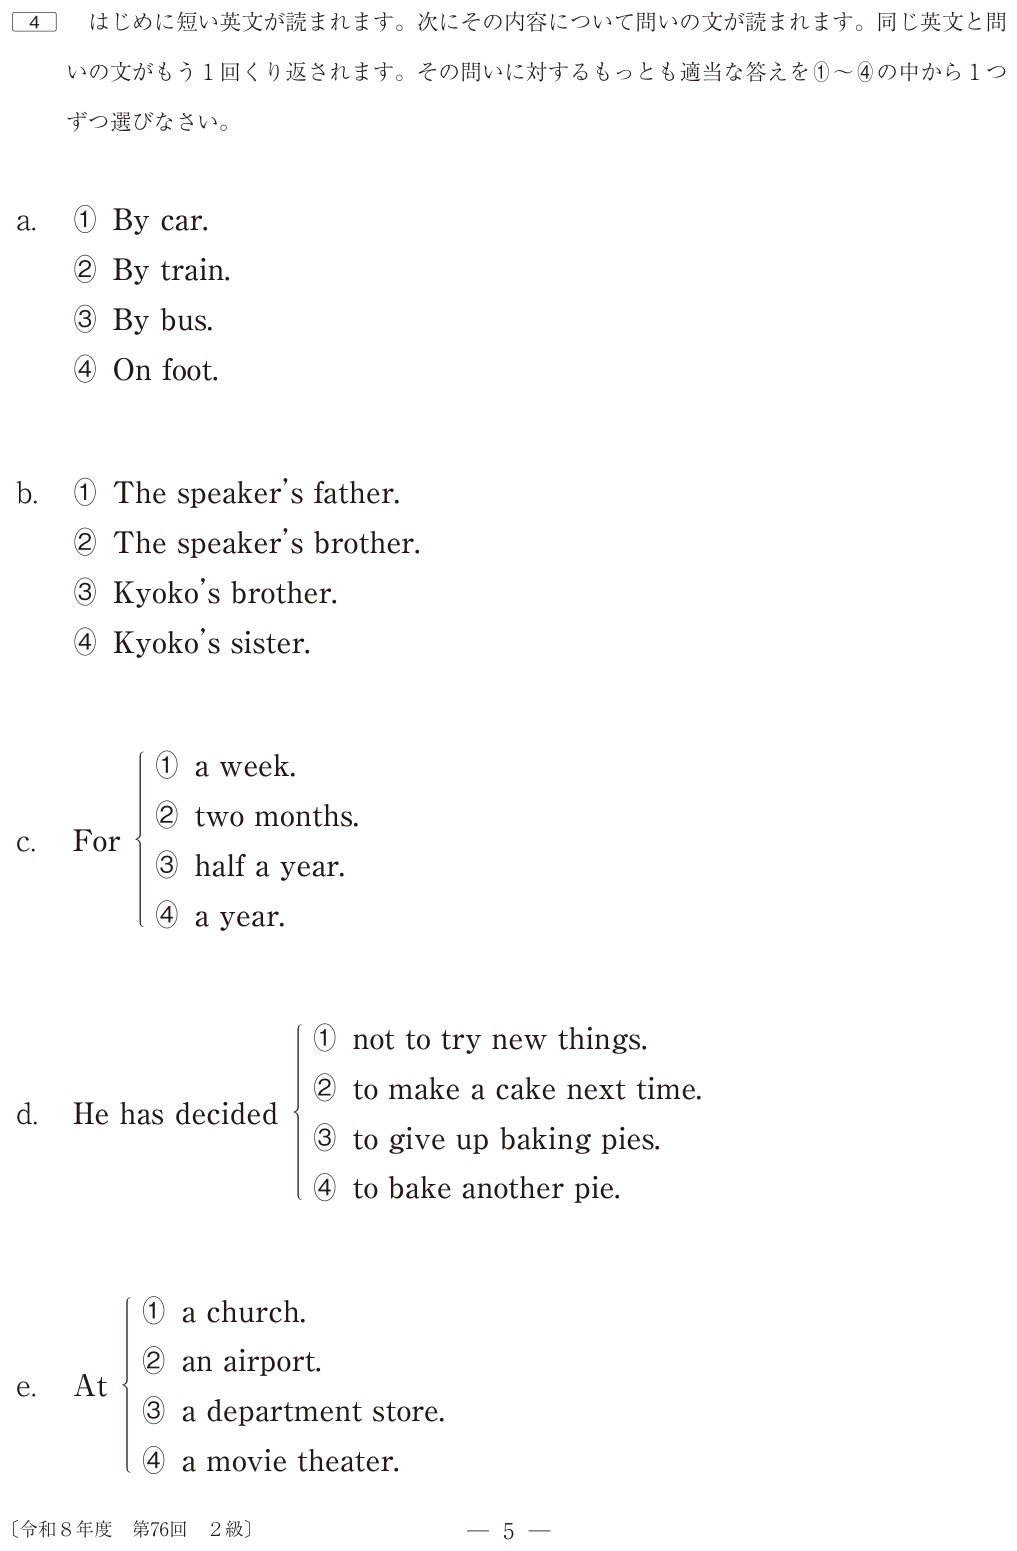 4 はじめに短い英文が読まれます。次にその内容について問いの文が読まれます。同じ英文と問
いの文がもう１回くり返されます。その問いに対するもっとも適当な答えを①～④の中から１つ
ずつ選びなさい。
a. ① By car.
② By train.
③ By bus.
④ On foot.
b. ① The speaker's father.
② The speaker's brother.
③ Kyoko's brother.
④ Kyoko's sister.
① a week.
② two months.
c. For
③ half a year.
④ a year.
① not to try new things.
② to make a cake next time.
d. He has decided
③ to give up baking pies.
④ to bake another pie.
① a church.
② an airport.
e. At
③ a department store.
④ a movie theater.
〔令和８年度　第76回　２級〕
— 5 —